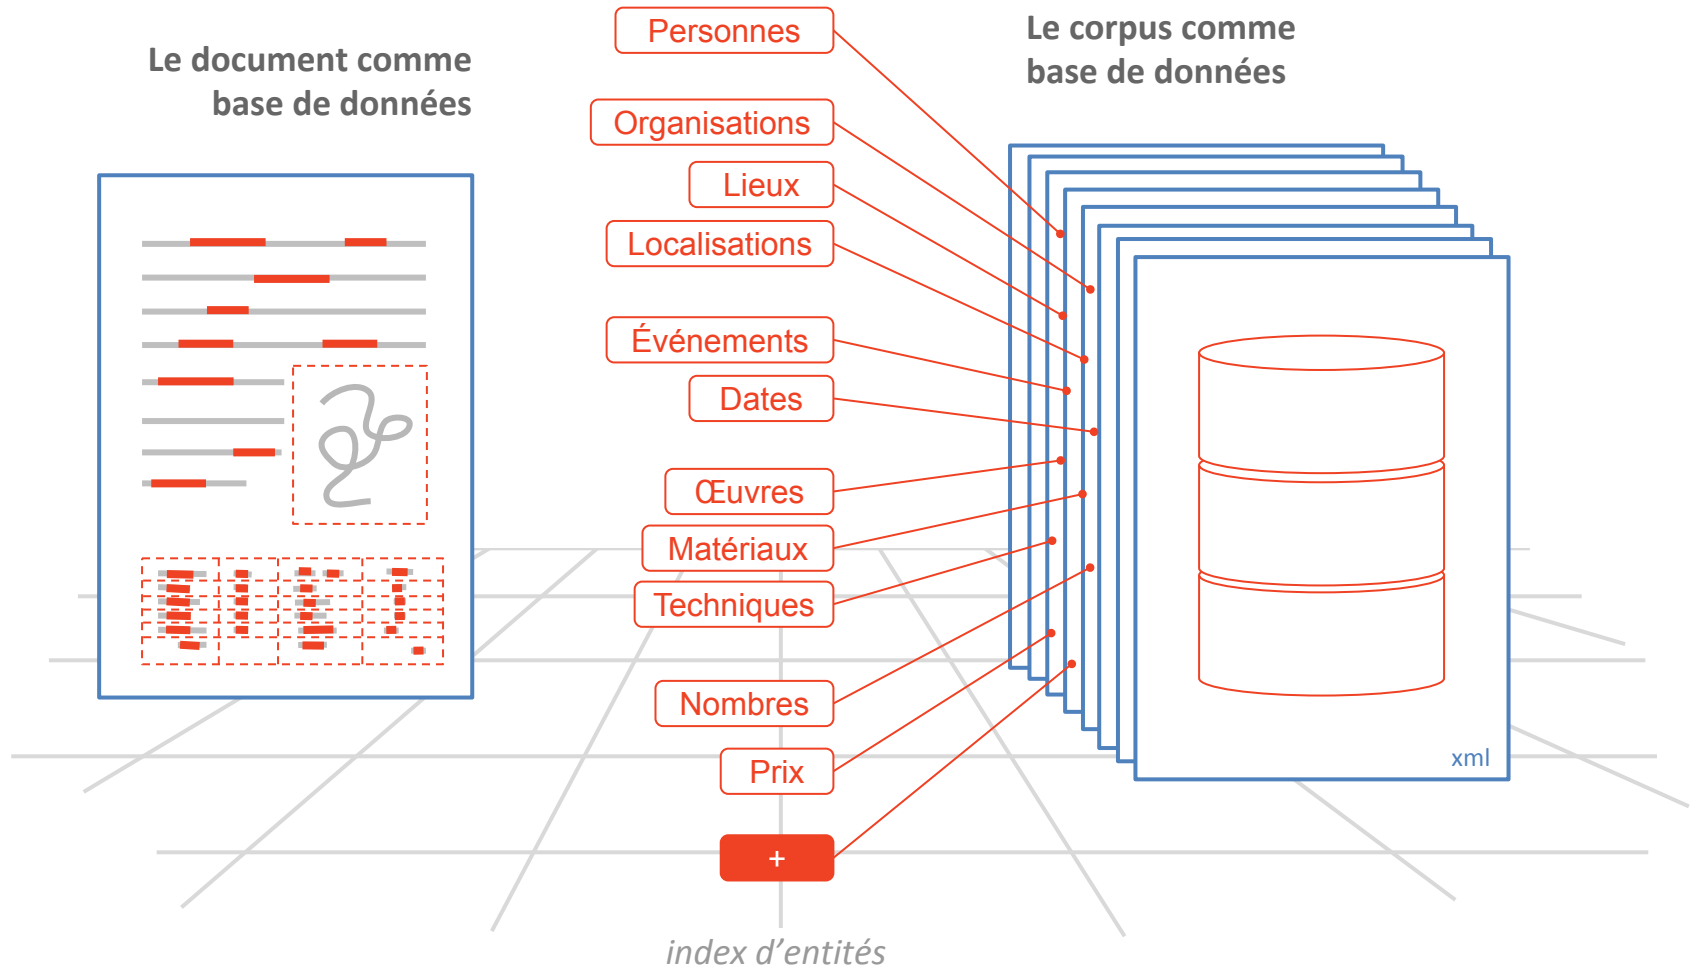 Le document comme
base de données
Personnes
Organisations
Lieux
Localisations
Événements
Dates
Œuvres
Matériaux
Techniques
Nombres
Prix
+
index d’entités
Le corpus comme
base de données
xml